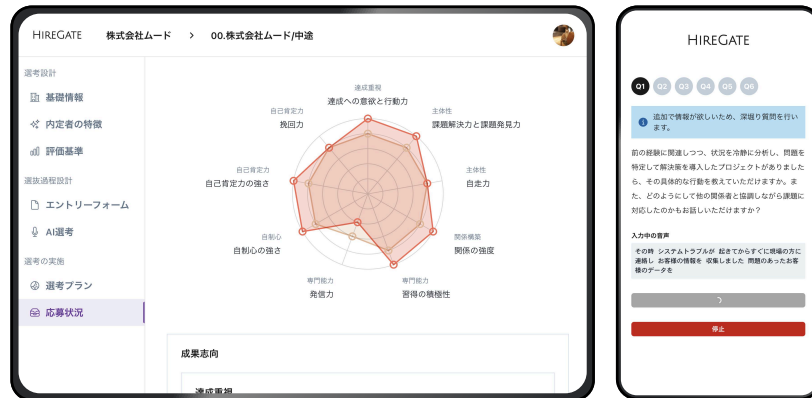 HIREGATE 株式会社ムード > 00.株式会社ムード/中途
選考設計
基礎情報
内定者の特徴
評価基準
選抜過程設計
エントリーフォーム
AI選考
選考の実施
選考プラン
応募状況
達成重視
達成への意欲と行動力
主体性
課題解決力と課題発見力
主体性
自走力
関係構築
関係の強度
専門能力
習得の積極性
専門能力
発信力
自制心
自制心の強さ
自己肯定力
自己肯定力の強さ
自己肯定力
挽回力
成果志向
達成重視
HIREGATE
Q1 Q2 Q3 Q4 Q5 Q6
追加で情報が欲しいため、深堀り質問を行い
ます。
前の経験に関連しつつ、状況を冷静に分析し、問題を
特定して解決策を導入したプロジェクトがありました
ら、その具体的な行動を教えていただけますか。ま
た、どのようにして他の関係者と協調しながら課題に
対応したのかもお話しいただけますか？
入力中の音声
その時 システムトラブルが 起きてからすぐに現場の方に
連絡し お客様の情報を 収集しました 問題のあったお客
様のデータを
停止